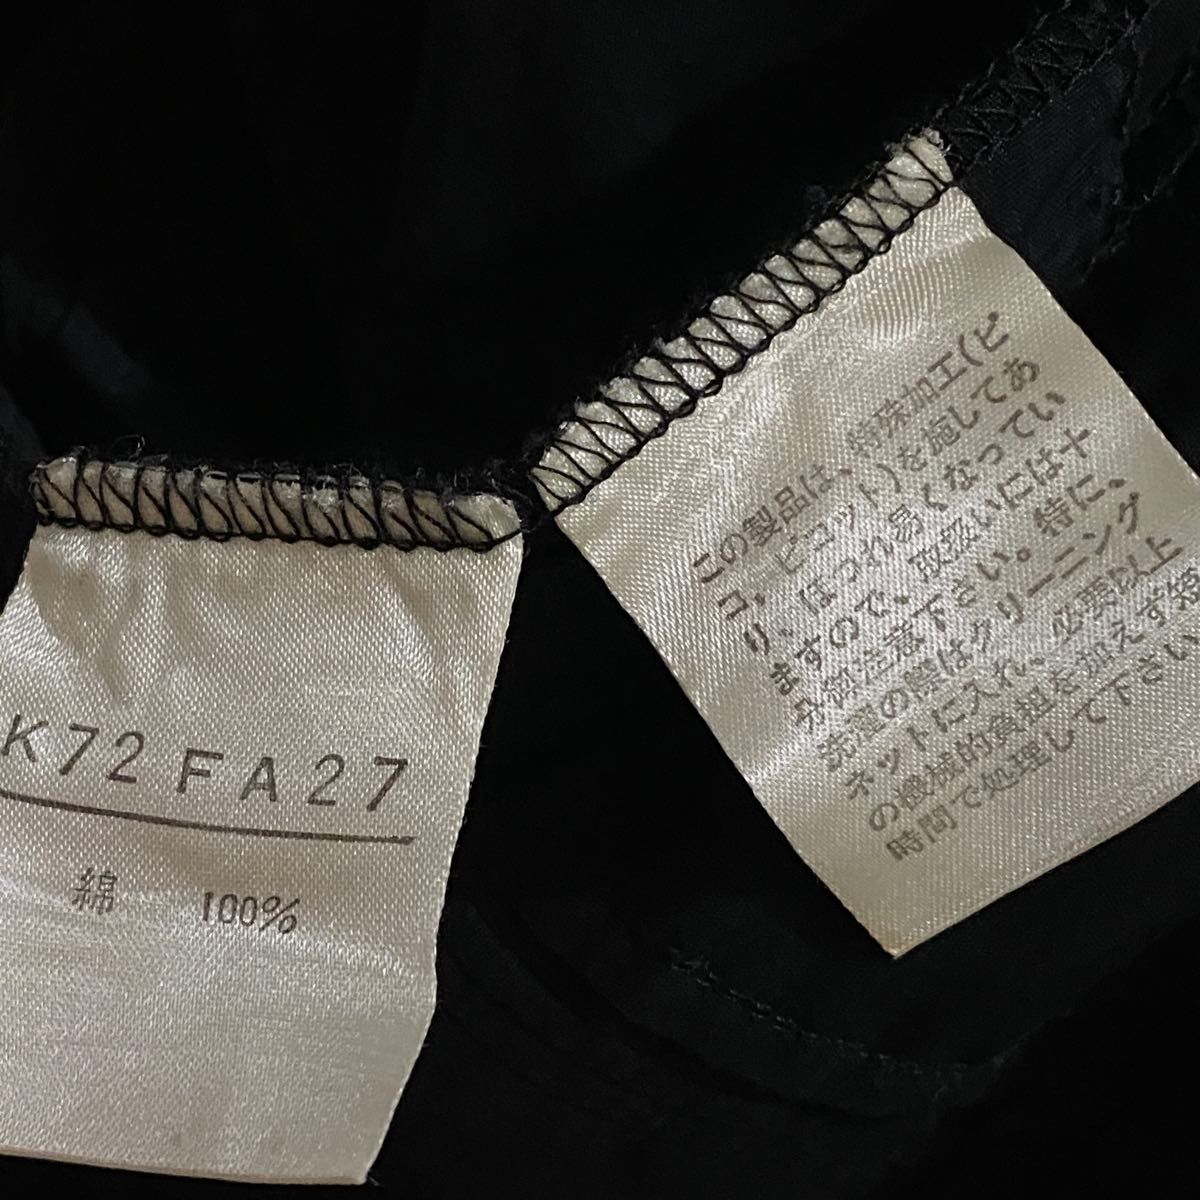 K72FA27
綿 100%
この製品は、特殊加工(ピ
コ，ピコット)を施してあ
り、ほつれ易くなってい
ますので、取扱いには十
分御注意下さい。特に、
洗濯の際はクリーニング
ネットに入れ、必要以上
の機械的負担を加えず短
時間で処理して下さい